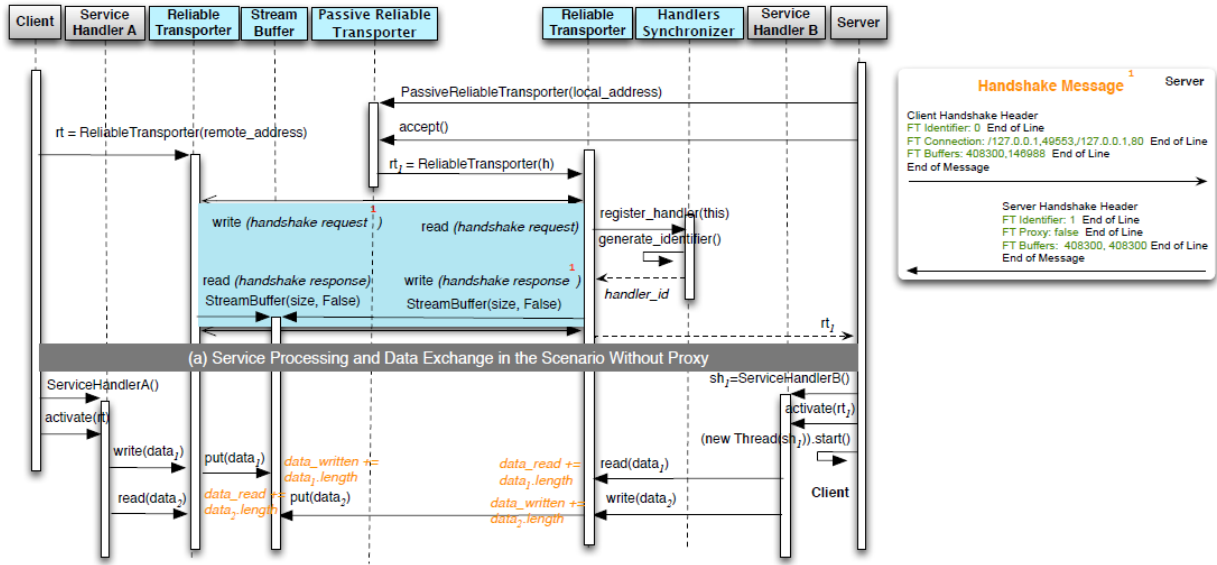 Client
Service
Handler A
Reliable
Transporter
Stream
Buffer
Passive Reliable
Transporter
Reliable
Transporter
Handlers
Synchronizer
Service
Handler B
Server
PassiveReliableTransporter(local_address)
rt = ReliableTransporter(remote_address)
accept()
rt1 = ReliableTransporter(h)
write (handshake request 1)
read (handshake request)
register_handler(this)
generate_identifier()
read (handshake response)
write (handshake response 1)
handler_id
StreamBuffer(size, False)
StreamBuffer(size, False)
rt1
(a) Service Processing and Data Exchange in the Scenario Without Proxy
ServiceHandlerA()
sh1=ServiceHandlerB()
activate(rt)
activate(rt1)
(new Thread(sh1)).start()
write(data1)
put(data1)
data_written +=
data1.length
data_read +=
data1.length
read(data1)
Client
read(data2)
data_read +=
data2.length
put(data2)
data_written +=
data2.length
write(data2)
Handshake Message 1
Server
Client Handshake Header
FT Identifier: 0 End of Line
FT Connection: /127.0.0.1,49553,/127.0.0.1,80 End of Line
FT Buffers: 408300,146988 End of Line
End of Message
Server Handshake Header
FT Identifier: 1 End of Line
FT Proxy: false End of Line
FT Buffers: 408300, 408300 End of Line
End of Message